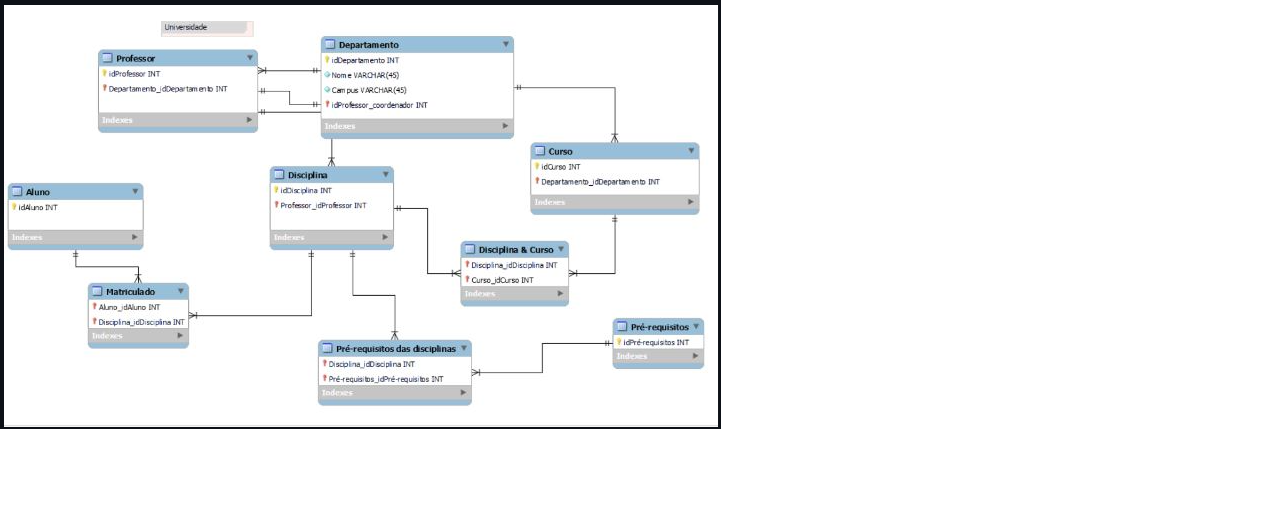 Universidade
Professor
idProfessor INT
Departamento_idDepartamento INT
Indexes
Departamento
idDepartamento INT
Nome VARCHAR(45)
Campus VARCHAR(45)
idProfessor_coordenador INT
Indexes
Curso
idCurso INT
Departamento_idDepartamento INT
Indexes
Disciplina
idDisciplina INT
Professor_idProfessor INT
Indexes
Aluno
idAluno INT
Indexes
Disciplina & Curso
Disciplina_idDisciplina INT
Curso_idCurso INT
Indexes
Matriculado
Aluno_idAluno INT
Disciplina_idDisciplina INT
Indexes
Pré-requisitos
idPré-requisitos INT
Indexes
Pré-requisitos das disciplinas
Disciplina_idDisciplina INT
Pré-requisitos_idPré-requisitos INT
Indexes